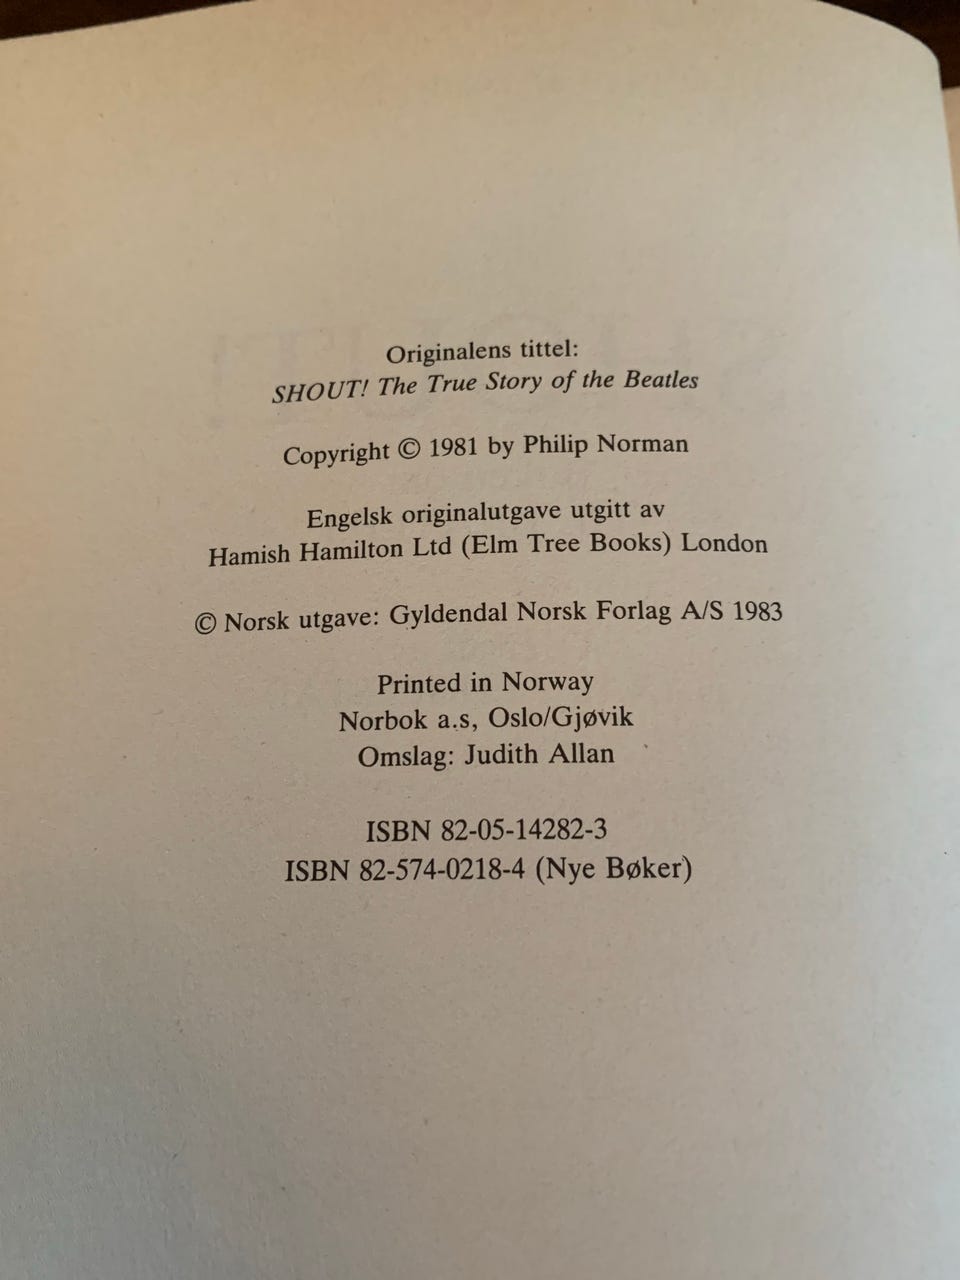 Originalens tittel:
SHOUT! The True Story of the Beatles
Copyright © 1981 by Philip Norman
Engelsk originalutgave utgitt av
Hamish Hamilton Ltd (Elm Tree Books) London
© Norsk utgave: Gyldendal Norsk Forlag A/S 1983
Printed in Norway
Norbok a.s, Oslo/Gjøvik
Omslag: Judith Allan
ISBN 82-05-14282-3
ISBN 82-574-0218-4 (Nye Bøker)